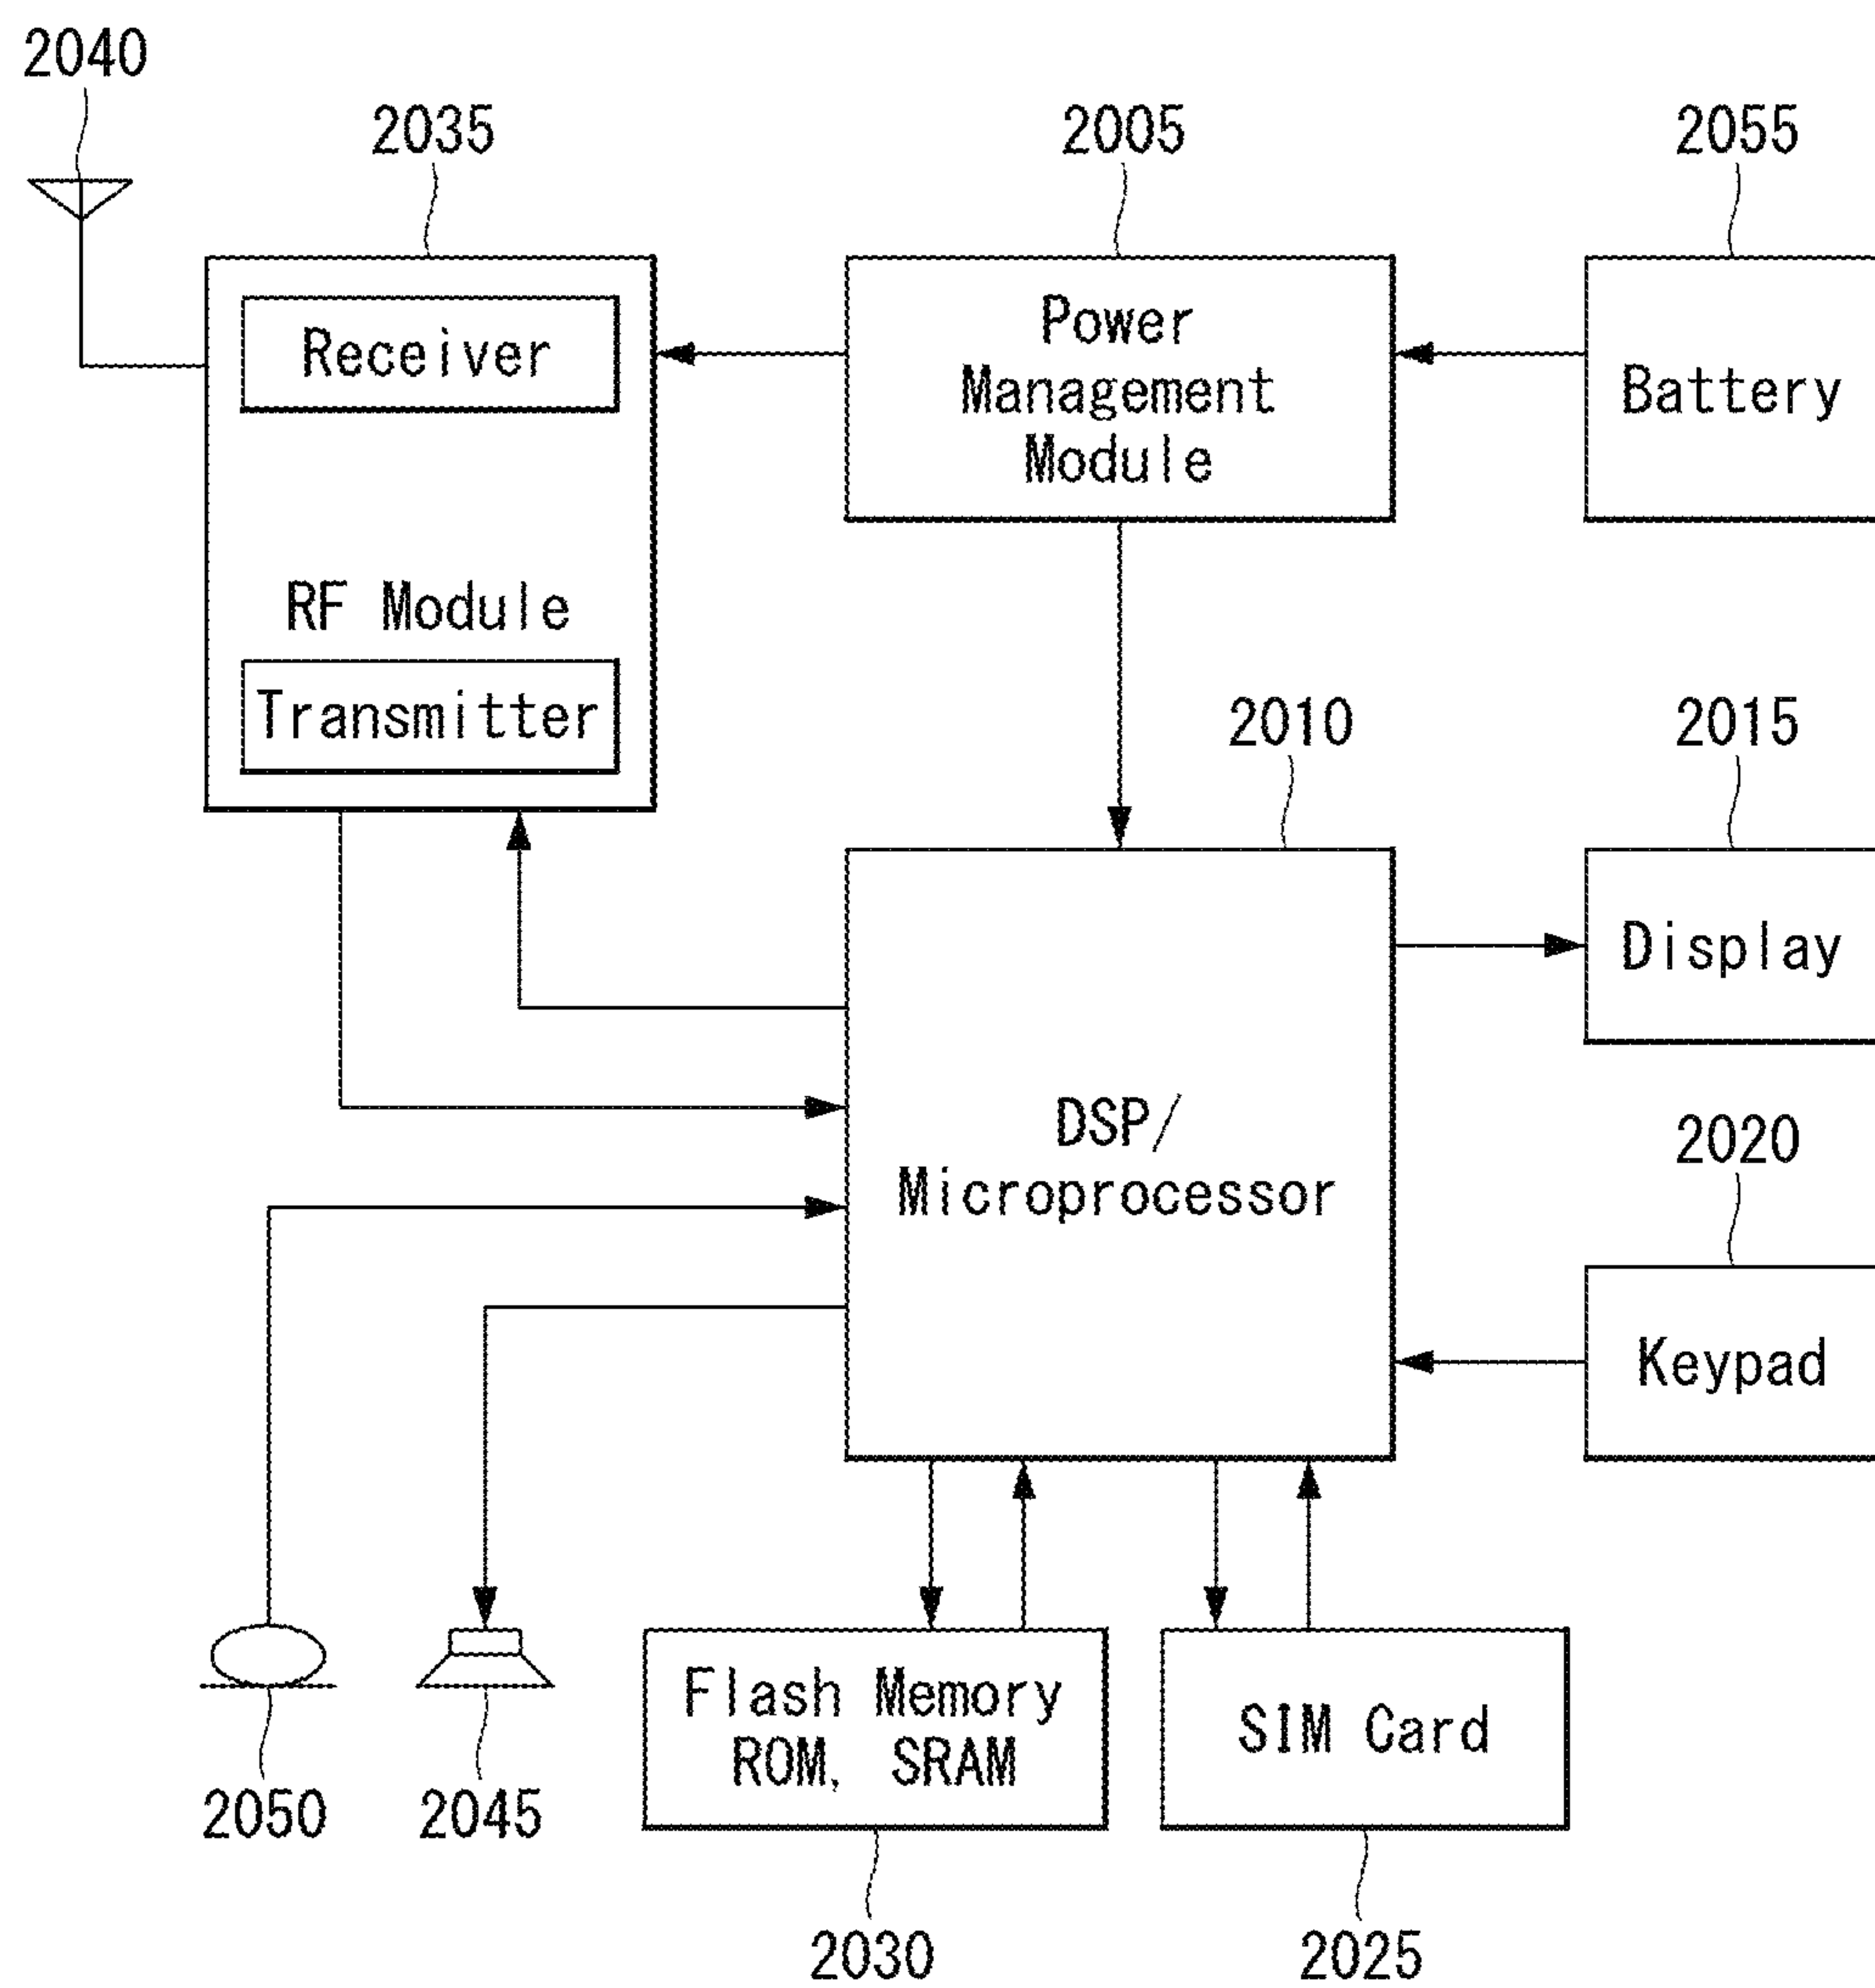 2040
2035
2005
2055
Receiver
RF Module
Transmitter
Power
Management
Module
Battery
2010
2015
DSP/
Microprocessor
Display
2020
Keypad
Flash Memory
ROM, SRAM
SIM Card
2050
2045
2030
2025